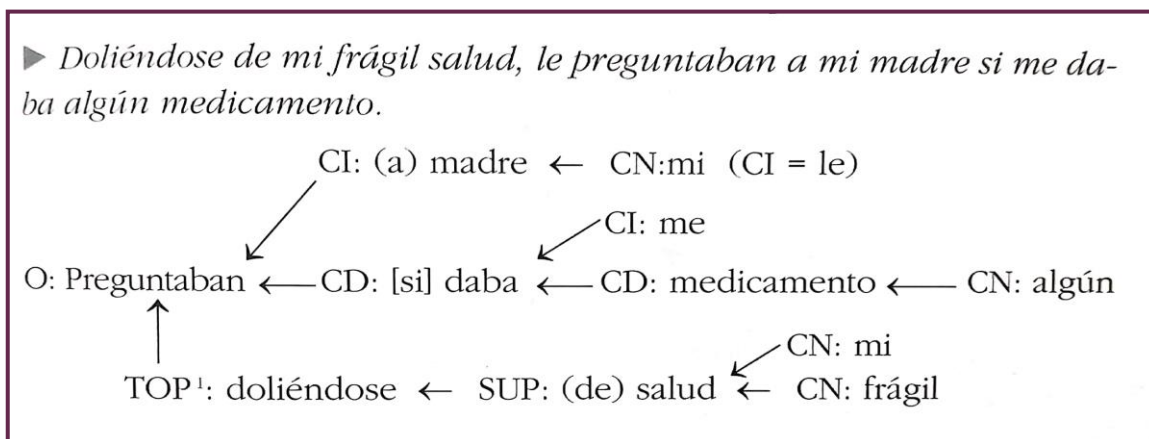 ▶ Doliéndose de mi frágil salud, le preguntaban a mi madre si me da-
ba algún medicamento.
CI: (a) madre ← CN:mi (CI = le)
CI: me
O: Preguntaban ← CD: [si] daba ← CD: medicamento ← CN: algún
CN: mi
TOP¹: doliéndose ← SUP: (de) salud ← CN: frágil